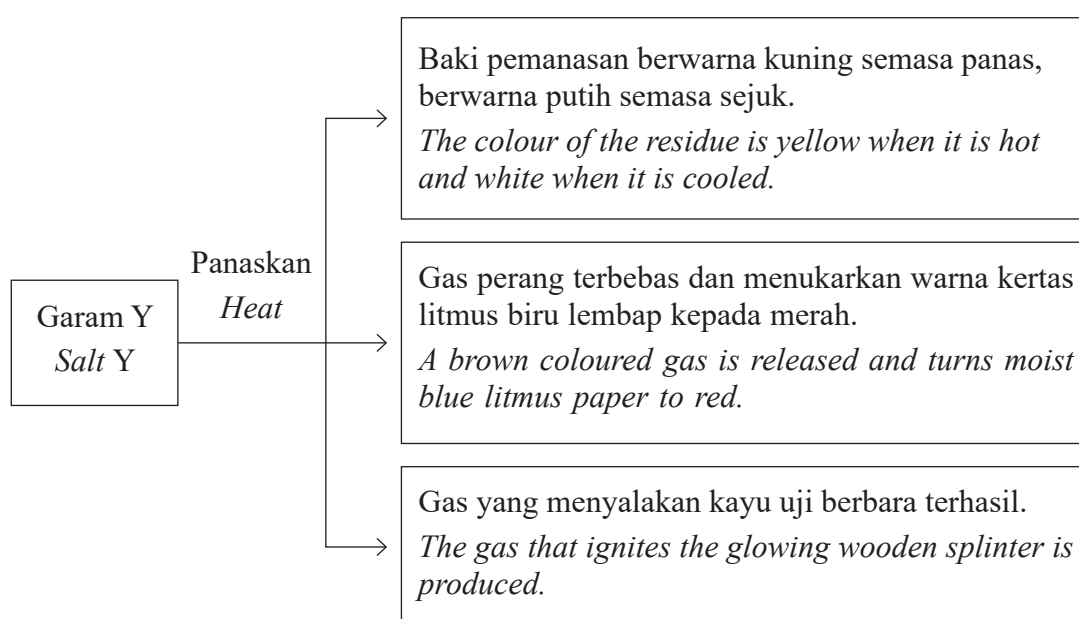 Baki pemanasan berwarna kuning semasa panas,
berwarna putih semasa sejuk.
The colour of the residue is yellow when it is hot
and white when it is cooled.
Panaskan
Heat
Garam Y
Salt Y
Gas perang terbebas dan menukarkan warna kertas
litmus biru lembap kepada merah.
A brown coloured gas is released and turns moist
blue litmus paper to red.
Gas yang menyalakan kayu uji berbara terhasil.
The gas that ignites the glowing wooden splinter is
produced.